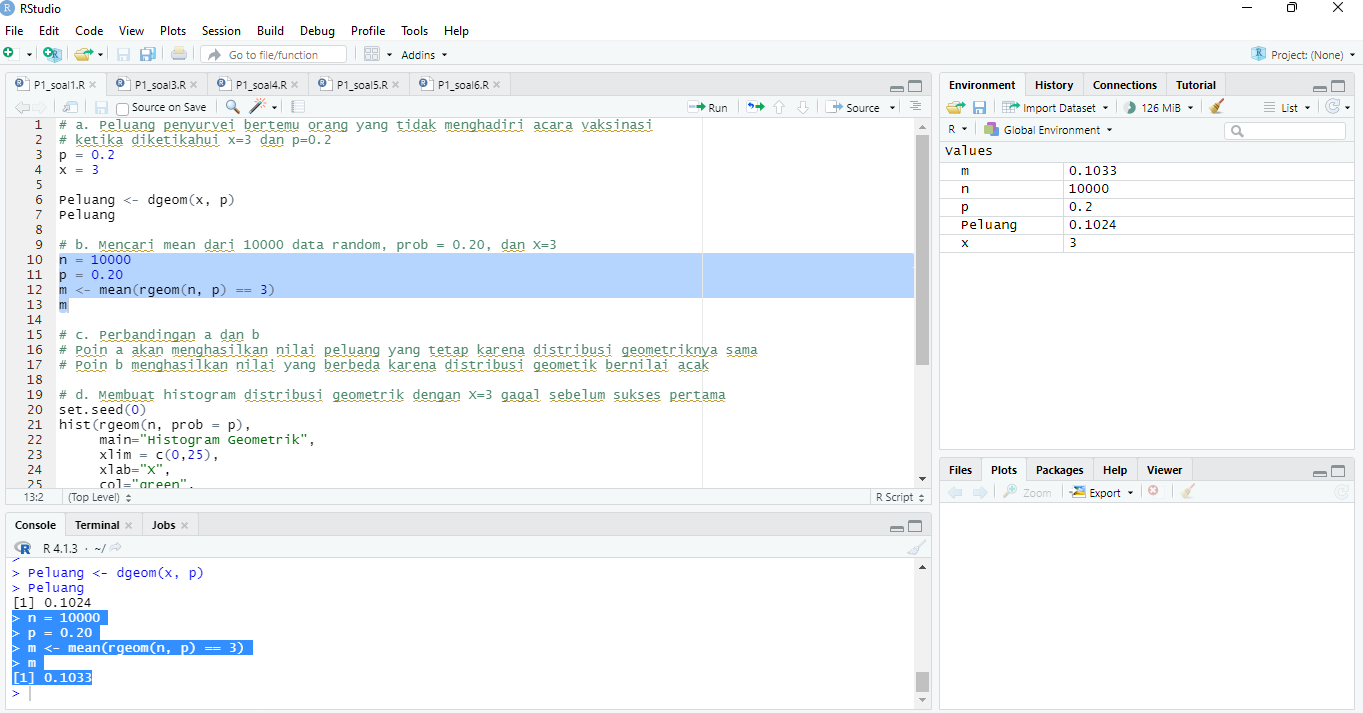 RStudio
File Edit Code View Plots Session Build Debug Profile Tools Help
Go to file/function Addins Project: (None)
P1_soal1.R P1_soal3.R P1_soal4.R P1_soal5.R P1_soal6.R
Source on Save Run Source
1 # a. Peluang penyurvei bertemu orang yang tidak menghadiri acara vaksinasi
2 # ketika diketikahui x=3 dan p=0.2
3 p = 0.2
4 x = 3
5
6 Peluang <- dgeom(x, p)
7 Peluang
8
9 # b. Mencari mean dari 10000 data random, prob = 0.20, dan X=3
10 n = 10000
11 p = 0.20
12 m <- mean(rgeom(n, p) == 3)
13 m
14
15 # c. Perbandingan a dan b
16 # Poin a akan menghasilkan nilai peluang yang tetap karena distribusi geometriknya sama
17 # Poin b menghasilkan nilai yang berbeda karena distribusi geometik bernilai acak
18
19 # d. Membuat histogram distribusi geometrik dengan X=3 gagal sebelum sukses pertama
20 set.seed(0)
21 hist(rgeom(n, prob = p),
22 main="Histogram Geometrik",
23 xlim = c(0,25),
24 xlab="X",
25 col="green",
13:2 (Top Level) R Script
Console Terminal Jobs
R 4.1.3 · ~/
>
> Peluang <- dgeom(x, p)
> Peluang
[1] 0.1024
> n = 10000
> p = 0.20
> m <- mean(rgeom(n, p) == 3)
> m
[1] 0.1033
>
Environment History Connections Tutorial
Import Dataset 126 MiB List
R Global Environment
Values
m 0.1033
n 10000
p 0.2
Peluang 0.1024
x 3
Files Plots Packages Help Viewer
Zoom Export